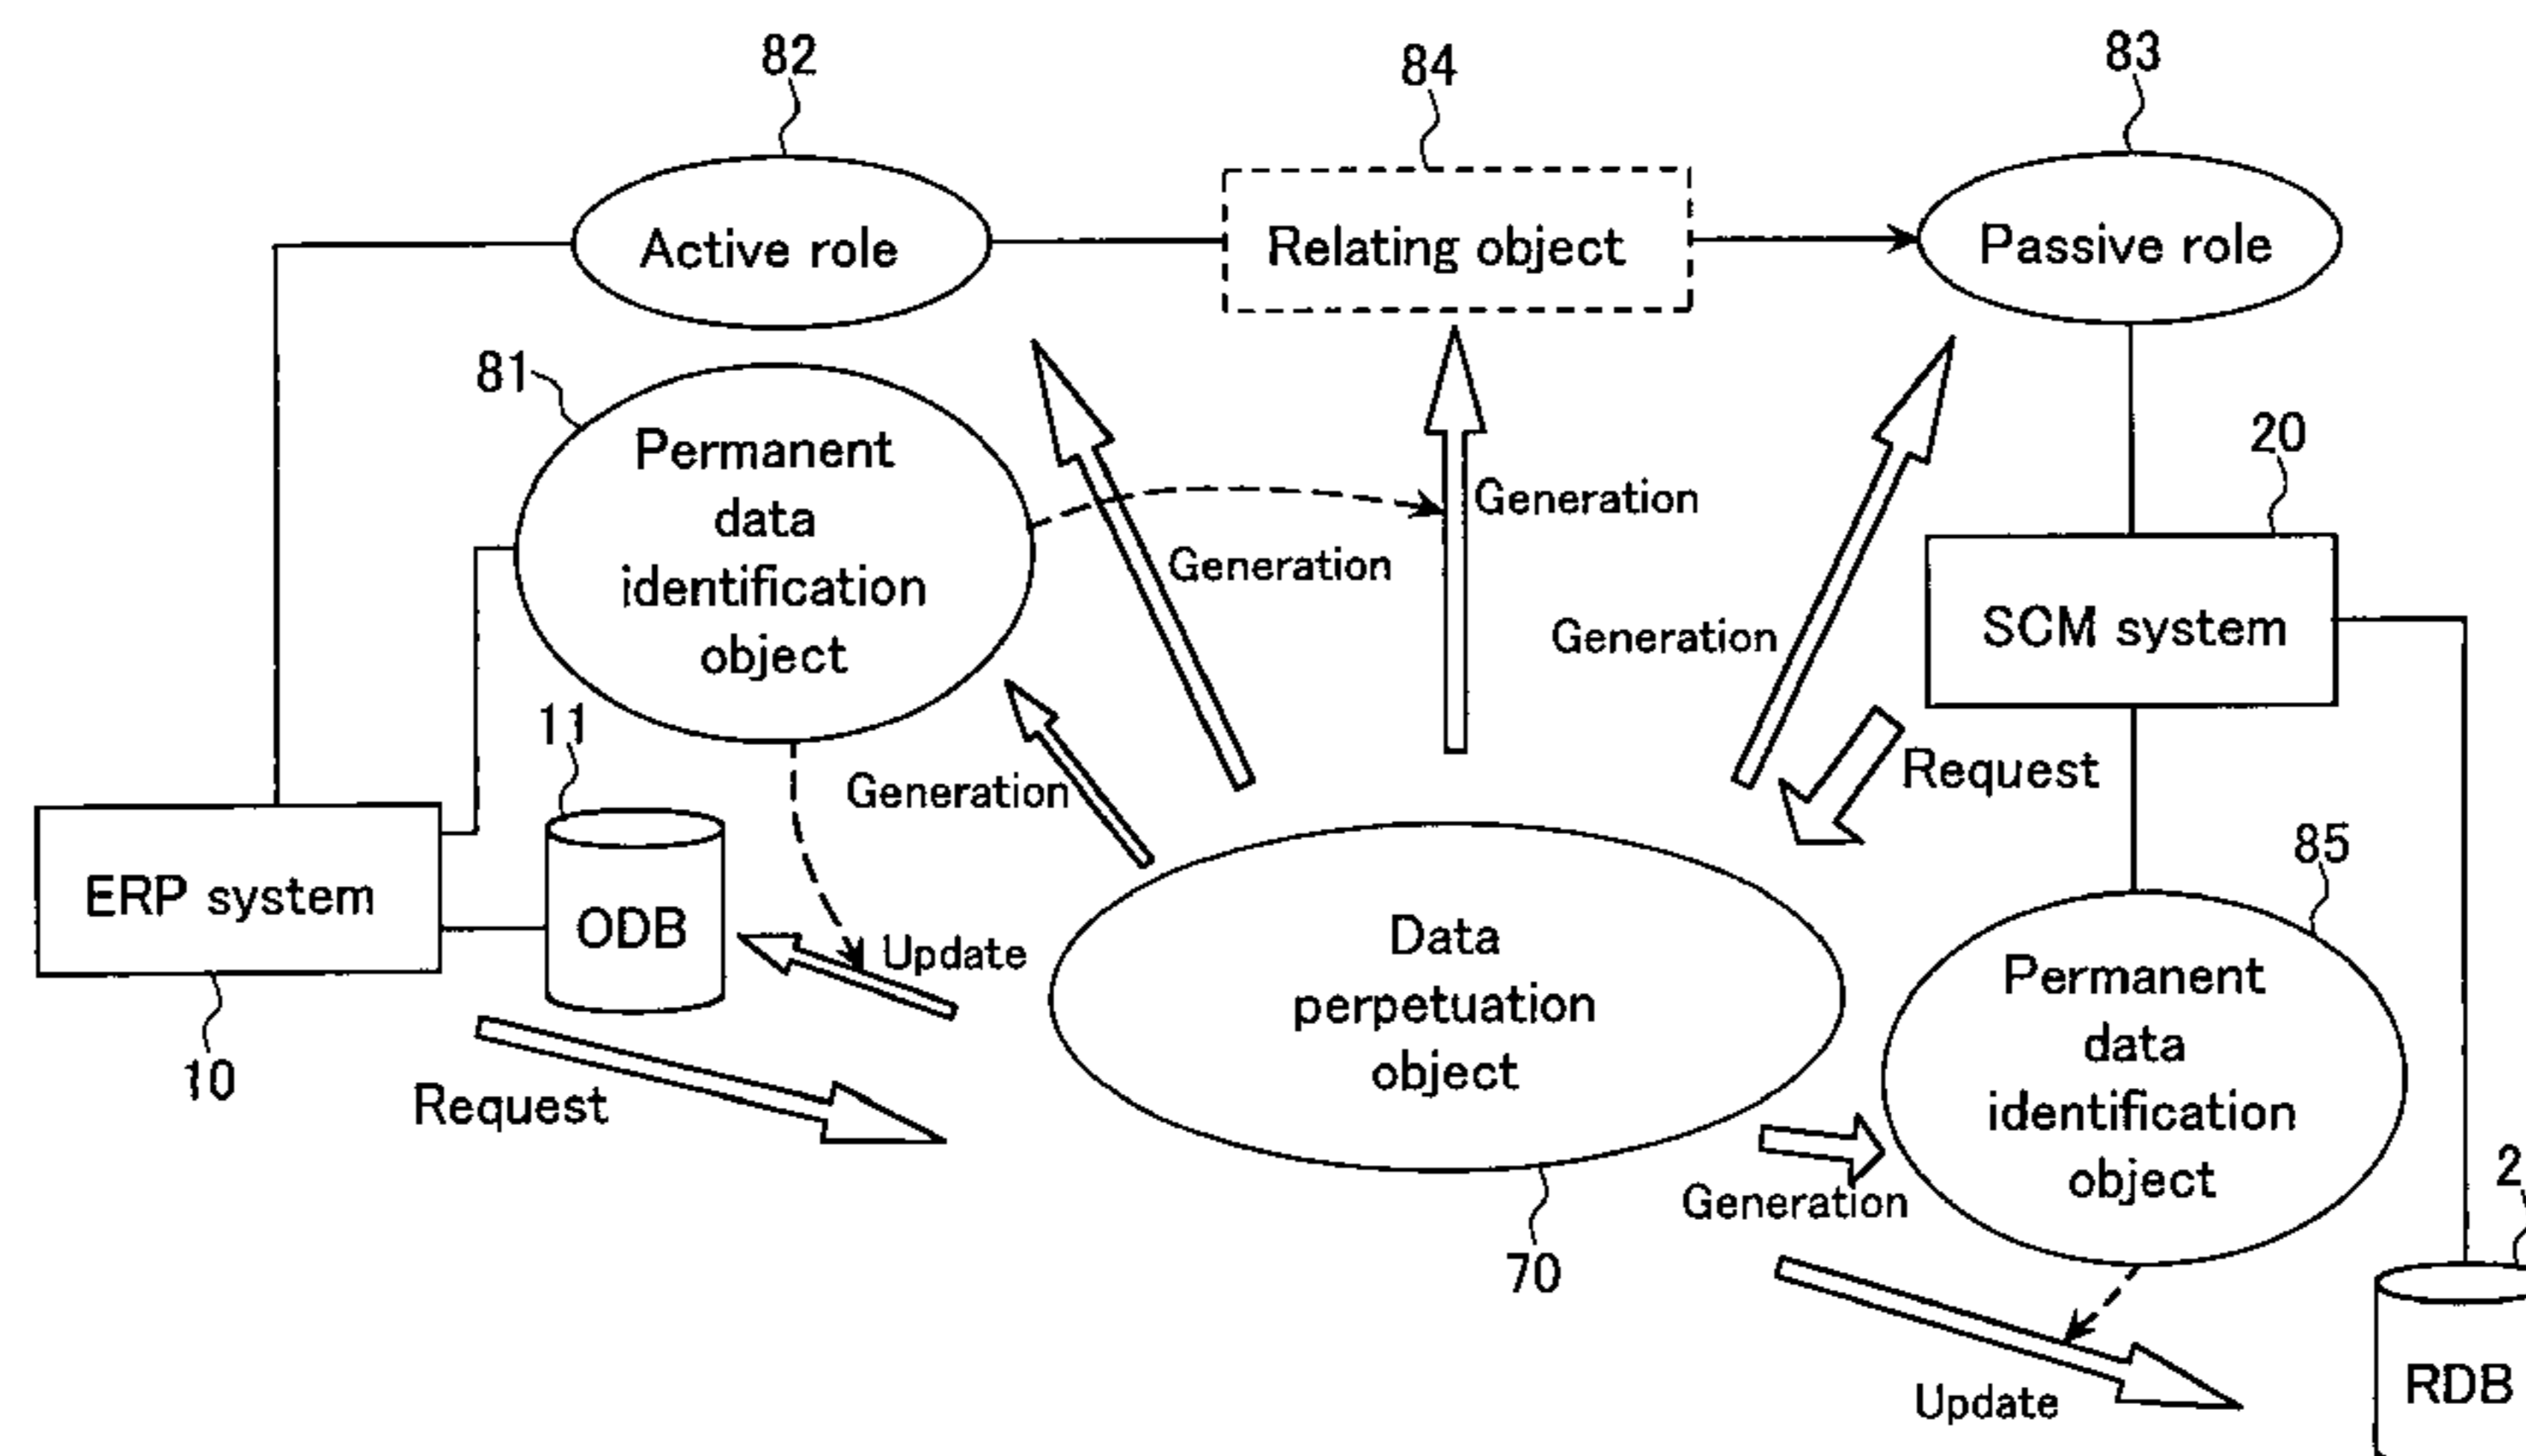 82
84
83
Active role
Relating object
Passive role
81
Permanent
data
identification
object
Generation
Generation
Generation
20
SCM system
11
Generation
Request
ERP system
ODB
Update
Data
perpetuation
object
85
Permanent
data
identification
object
10
Request
Generation
70
2
Update
RDB